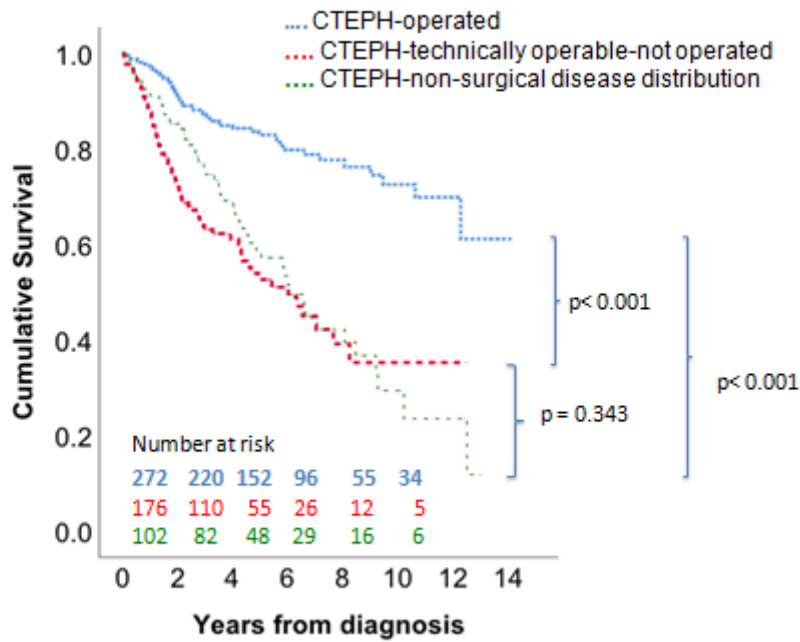 CTEPH-operated
CTEPH-technically operable-not operated
CTEPH-non-surgical disease distribution
Cumulative Survival
1.0
0.8
0.6
0.4
0.2
0.0
p< 0.001
p< 0.001
p = 0.343
Number at risk
272 220 152 96 55 34
176 110 55 26 12 5
102 82 48 29 16 6
0 2 4 6 8 10 12 14
Years from diagnosis